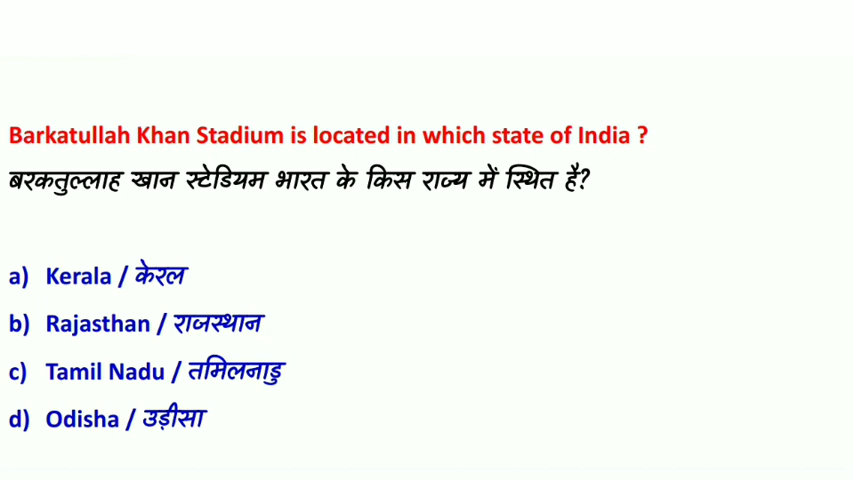 Barkatullah Khan Stadium is located in which state of India ?
बरकतुल्लाह खान स्टेडियम भारत के किस राज्य में स्थित है?
a) Kerala / केरल
b) Rajasthan / राजस्थान
c) Tamil Nadu / तमिलनाडु
d) Odisha / उड़ीसा